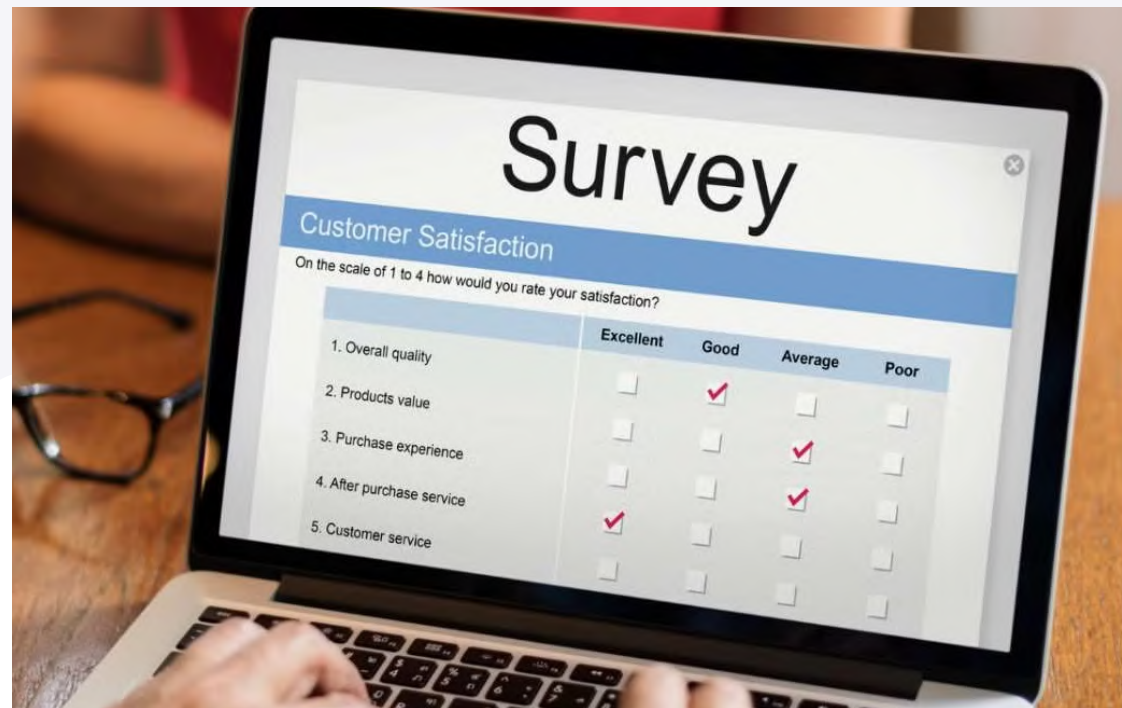 Survey
Customer Satisfaction
On the scale of 1 to 4 how would you rate your satisfaction?
Excellent Good Average Poor
1. Overall quality
2. Products value
3. Purchase experience
4. After purchase service
5. Customer service